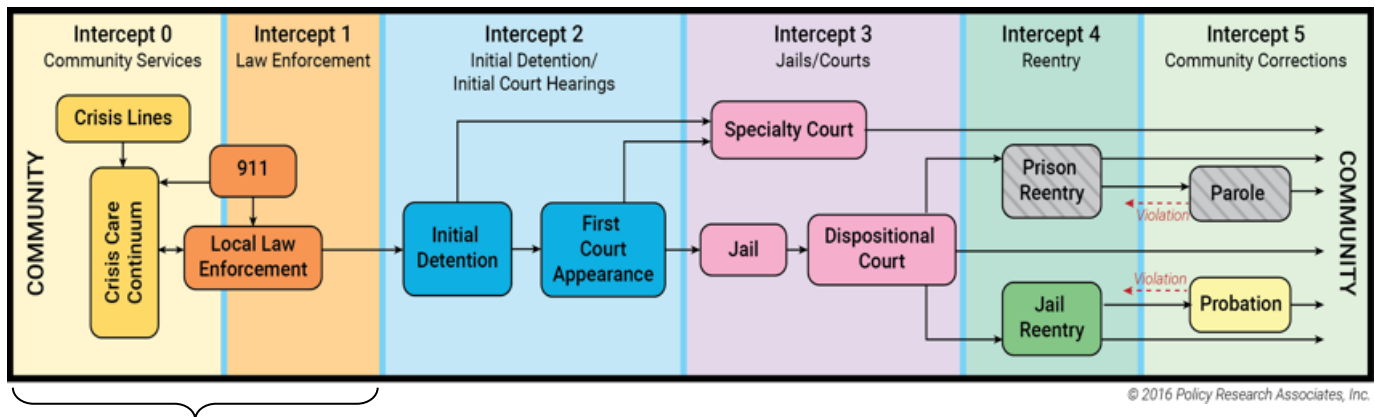 Intercept 0
Community Services
Intercept 1
Law Enforcement
Intercept 2
Initial Detention/
Initial Court Hearings
Intercept 3
Jails/Courts
Intercept 4
Reentry
Intercept 5
Community Corrections
COMMUNITY
Crisis Lines
Crisis Care
Continuum
911
Local Law
Enforcement
Initial
Detention
First
Court
Appearance
Specialty Court
Jail
Dispositional
Court
Prison
Reentry
Violation
Parole
Jail
Reentry
Violation
Probation
COMMUNITY
© 2016 Policy Research Associates, Inc.